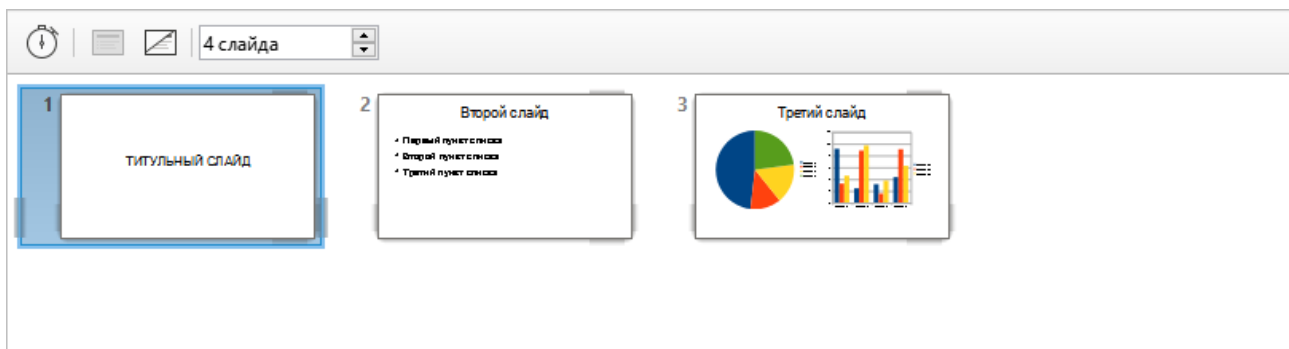 4 слайда
1
ТИТУЛЬНЫЙ СЛАЙД
2
Второй слайд
Первый пункт списка
Второй пункт списка
Третий пункт списка
3
Третий слайд